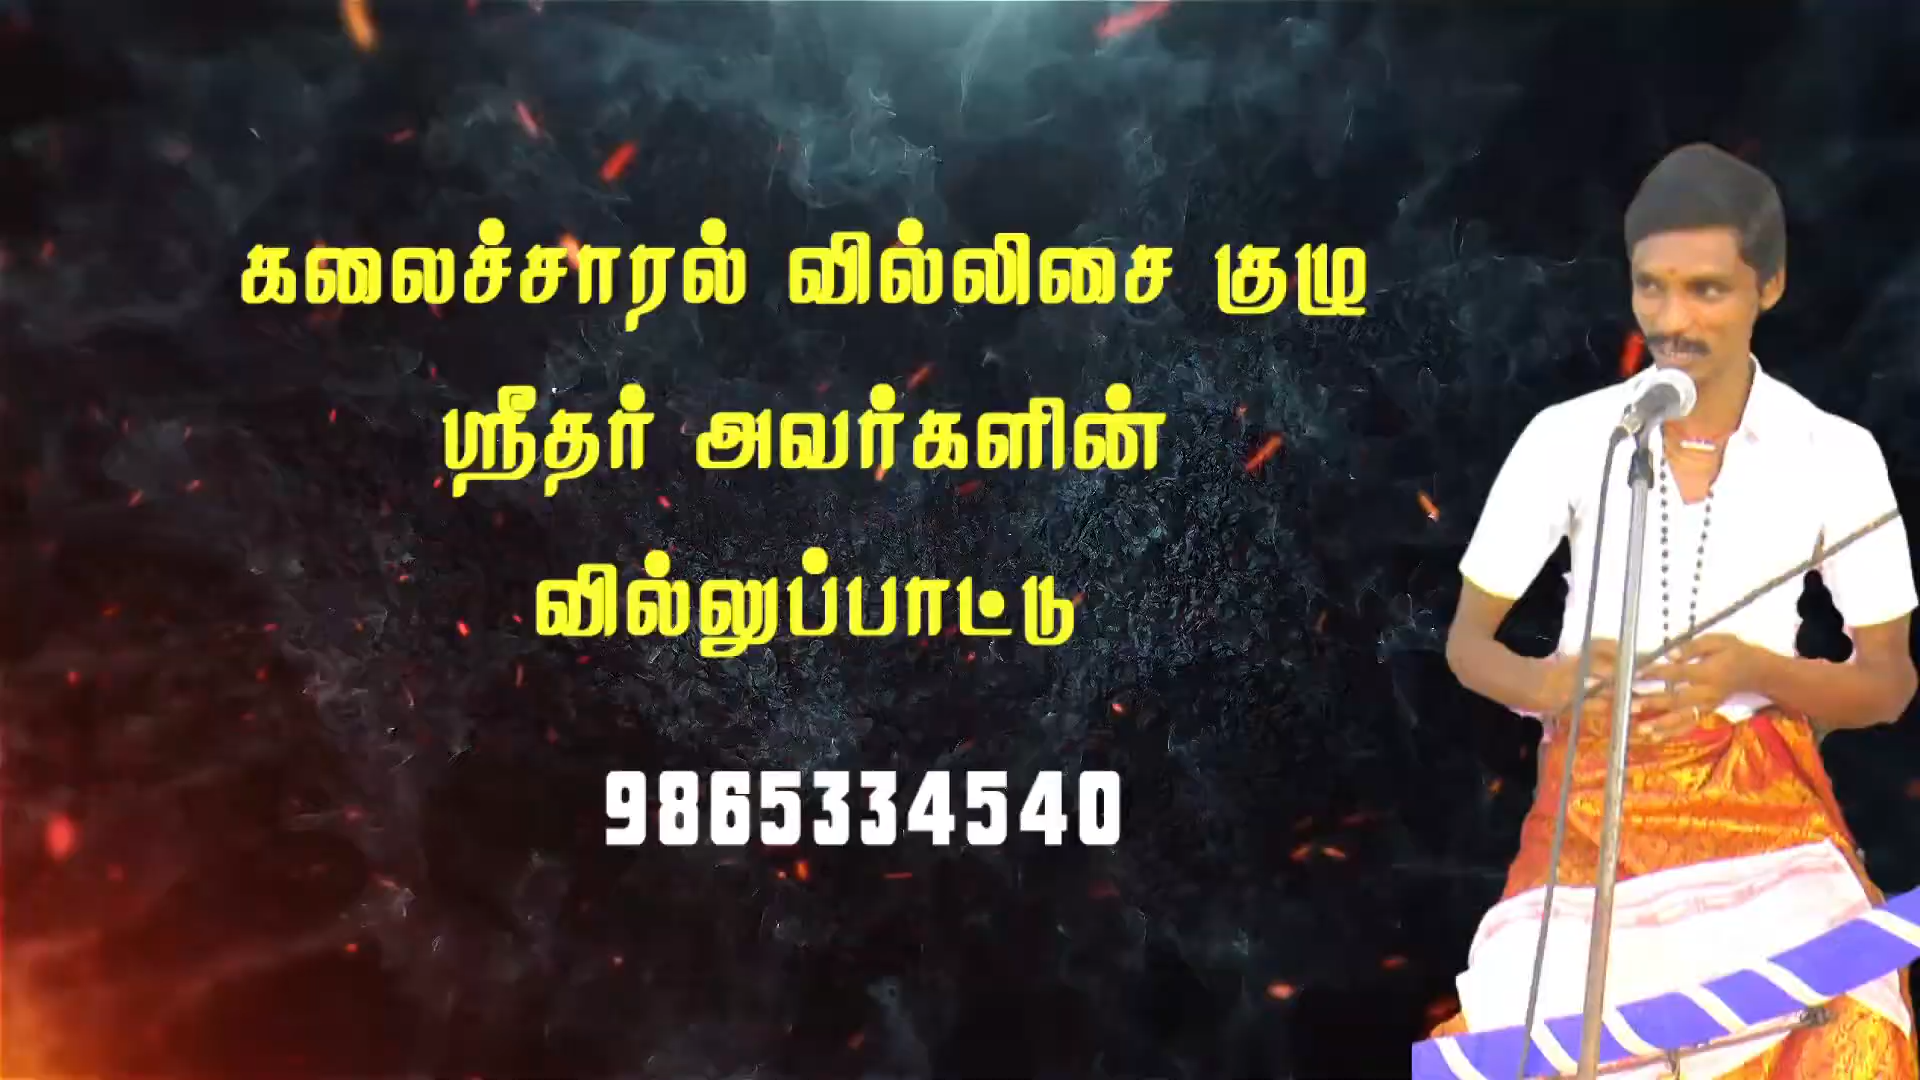 கலைச்சாரல் வில்லிசை குழு
ஸ்ரீதர் அவர்களின்
வில்லுப்பாட்டு
9865334540